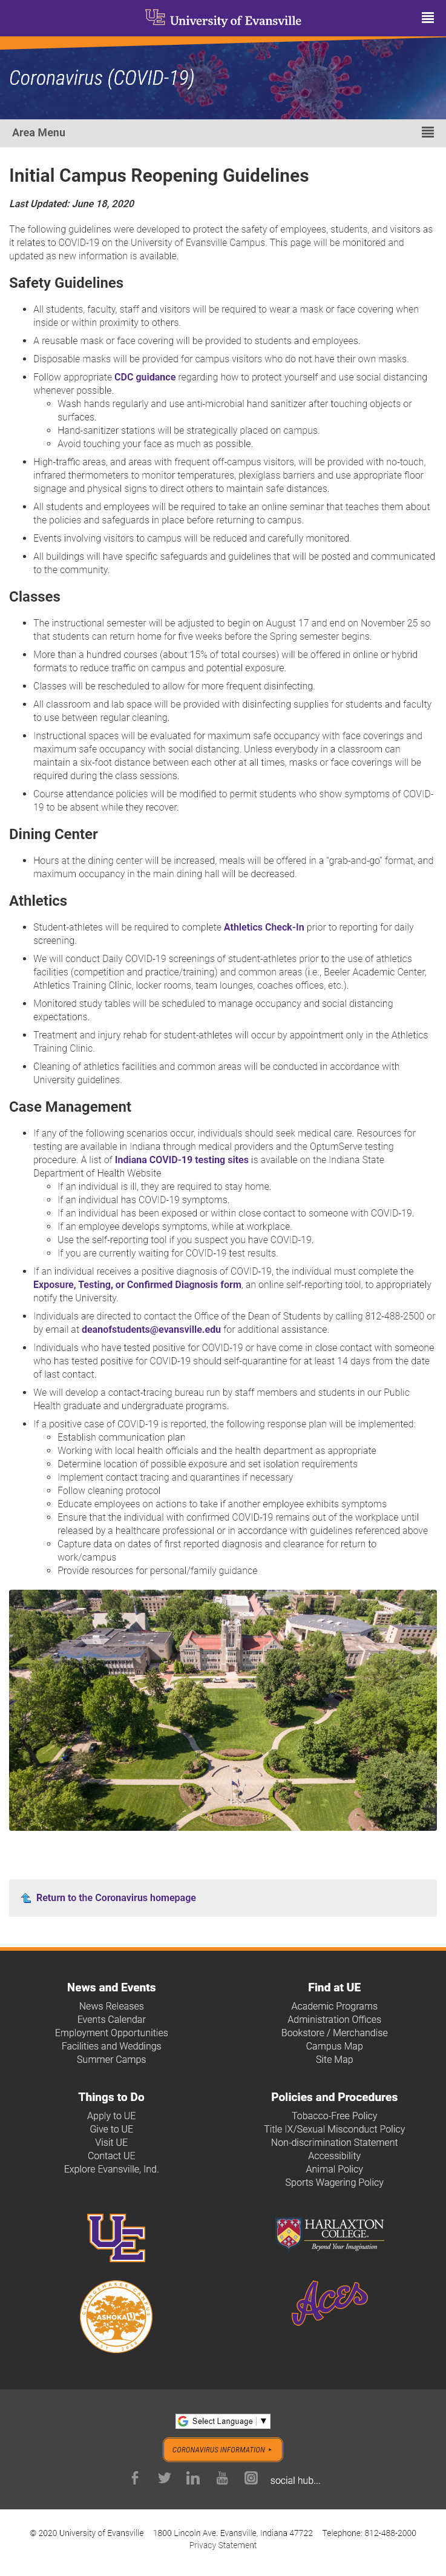 University of Evansville
Coronavirus (COVID-19)
Area Menu
Initial Campus Reopening Guidelines
Last Updated: June 18, 2020
The following guidelines were developed to protect the safety of employees, students, and visitors as
it relates to COVID-19 on the University of Evansville Campus. This page will be monitored and
updated as new information is available.
Safety Guidelines
All students, faculty, staff and visitors will be required to wear a mask or face covering when
inside or within proximity to others.
A reusable mask or face covering will be provided to students and employees.
Disposable masks will be provided for campus visitors who do not have their own masks.
Follow appropriate CDC guidance regarding how to protect yourself and use social distancing
whenever possible.
Wash hands regularly and use anti-microbial hand sanitizer after touching objects or
surfaces.
Hand-sanitizer stations will be strategically placed on campus.
Avoid touching your face as much as possible.
High-traffic areas, and areas with frequent off-campus visitors, will be provided with no-touch,
infrared thermometers to monitor temperatures, plexiglass barriers and use appropriate floor
signage and physical signs to direct others to maintain safe distances.
All students and employees will be required to take an online seminar that teaches them about
the policies and safeguards in place before returning to campus.
Events involving visitors to campus will be reduced and carefully monitored.
All buildings will have specific safeguards and guidelines that will be posted and communicated
to the community.
Classes
The instructional semester will be adjusted to begin on August 17 and end on November 25 so
that students can return home for five weeks before the Spring semester begins.
More than a hundred courses (about 15% of total courses) will be offered in online or hybrid
formats to reduce traffic on campus and potential exposure.
Classes will be rescheduled to allow for more frequent disinfecting.
All classroom and lab space will be provided with disinfecting supplies for students and faculty
to use between regular cleaning.
Instructional spaces will be evaluated for maximum safe occupancy with face coverings and
maximum safe occupancy with social distancing. Unless everybody in a classroom can
maintain a six-foot distance between each other at all times, masks or face coverings will be
required during the class sessions.
Course attendance policies will be modified to permit students who show symptoms of COVID-
19 to be absent while they recover.
Dining Center
Hours at the dining center will be increased, meals will be offered in a “grab-and-go” format, and
maximum occupancy in the main dining hall will be decreased.
Athletics
Student-athletes will be required to complete Athletics Check-In prior to reporting for daily
screening.
We will conduct Daily COVID-19 screenings of student-athletes prior to the use of athletics
facilities (competition and practice/training) and common areas (i.e., Beeler Academic Center,
Athletics Training Clinic, locker rooms, team lounges, coaches offices, etc.).
Monitored study tables will be scheduled to manage occupancy and social distancing
expectations.
Treatment and injury rehab for student-athletes will occur by appointment only in the Athletics
Training Clinic.
Cleaning of athletics facilities and common areas will be conducted in accordance with
University guidelines.
Case Management
If any of the following scenarios occur, individuals should seek medical care. Resources for
testing are available in Indiana through medical providers and the OptumServe testing
procedure. A list of Indiana COVID-19 testing sites is available on the Indiana State
Department of Health Website
If an individual is ill, they are required to stay home.
If an individual has COVID-19 symptoms.
If an individual has been exposed or within close contact to someone with COVID-19.
If an employee develops symptoms, while at workplace.
Use the self-reporting tool if you suspect you have COVID-19.
If you are currently waiting for COVID-19 test results.
If an individual receives a positive diagnosis of COVID-19, the individual must complete the
Exposure, Testing, or Confirmed Diagnosis form, an online self-reporting tool, to appropriately
notify the University.
Individuals are directed to contact the Office of the Dean of Students by calling 812-488-2500 or
by email at deanofstudents@evansville.edu for additional assistance.
Individuals who have tested positive for COVID-19 or have come in close contact with someone
who has tested positive for COVID-19 should self-quarantine for at least 14 days from the date
of last contact.
We will develop a contact-tracing bureau run by staff members and students in our Public
Health graduate and undergraduate programs.
If a positive case of COVID-19 is reported, the following response plan will be implemented:
Establish communication plan
Working with local health officials and the health department as appropriate
Determine location of possible exposure and set isolation requirements
Implement contact tracing and quarantines if necessary
Follow cleaning protocol
Educate employees on actions to take if another employee exhibits symptoms
Ensure that the individual with confirmed COVID-19 remains out of the workplace until
released by a healthcare professional or in accordance with guidelines referenced above
Capture data on dates of first reported diagnosis and clearance for return to
work/campus
Provide resources for personal/family guidance
Return to the Coronavirus homepage
News and Events
News Releases
Events Calendar
Employment Opportunities
Facilities and Weddings
Summer Camps
Find at UE
Academic Programs
Administration Offices
Bookstore / Merchandise
Campus Map
Site Map
Things to Do
Apply to UE
Give to UE
Visit UE
Contact UE
Explore Evansville, Ind.
Policies and Procedures
Tobacco-Free Policy
Title IX/Sexual Misconduct Policy
Non-discrimination Statement
Accessibility
Animal Policy
Sports Wagering Policy
UE
HARLAXTON
COLLEGE
Beyond Your Imagination
CHANGEMAKER CAMPUS
ASHOKA U
Aces
Select Language ▼
CORONAVIRUS INFORMATION
social hub...
© 2020 University of Evansville 1800 Lincoln Ave. Evansville, Indiana 47722 Telephone: 812-488-2000
Privacy Statement